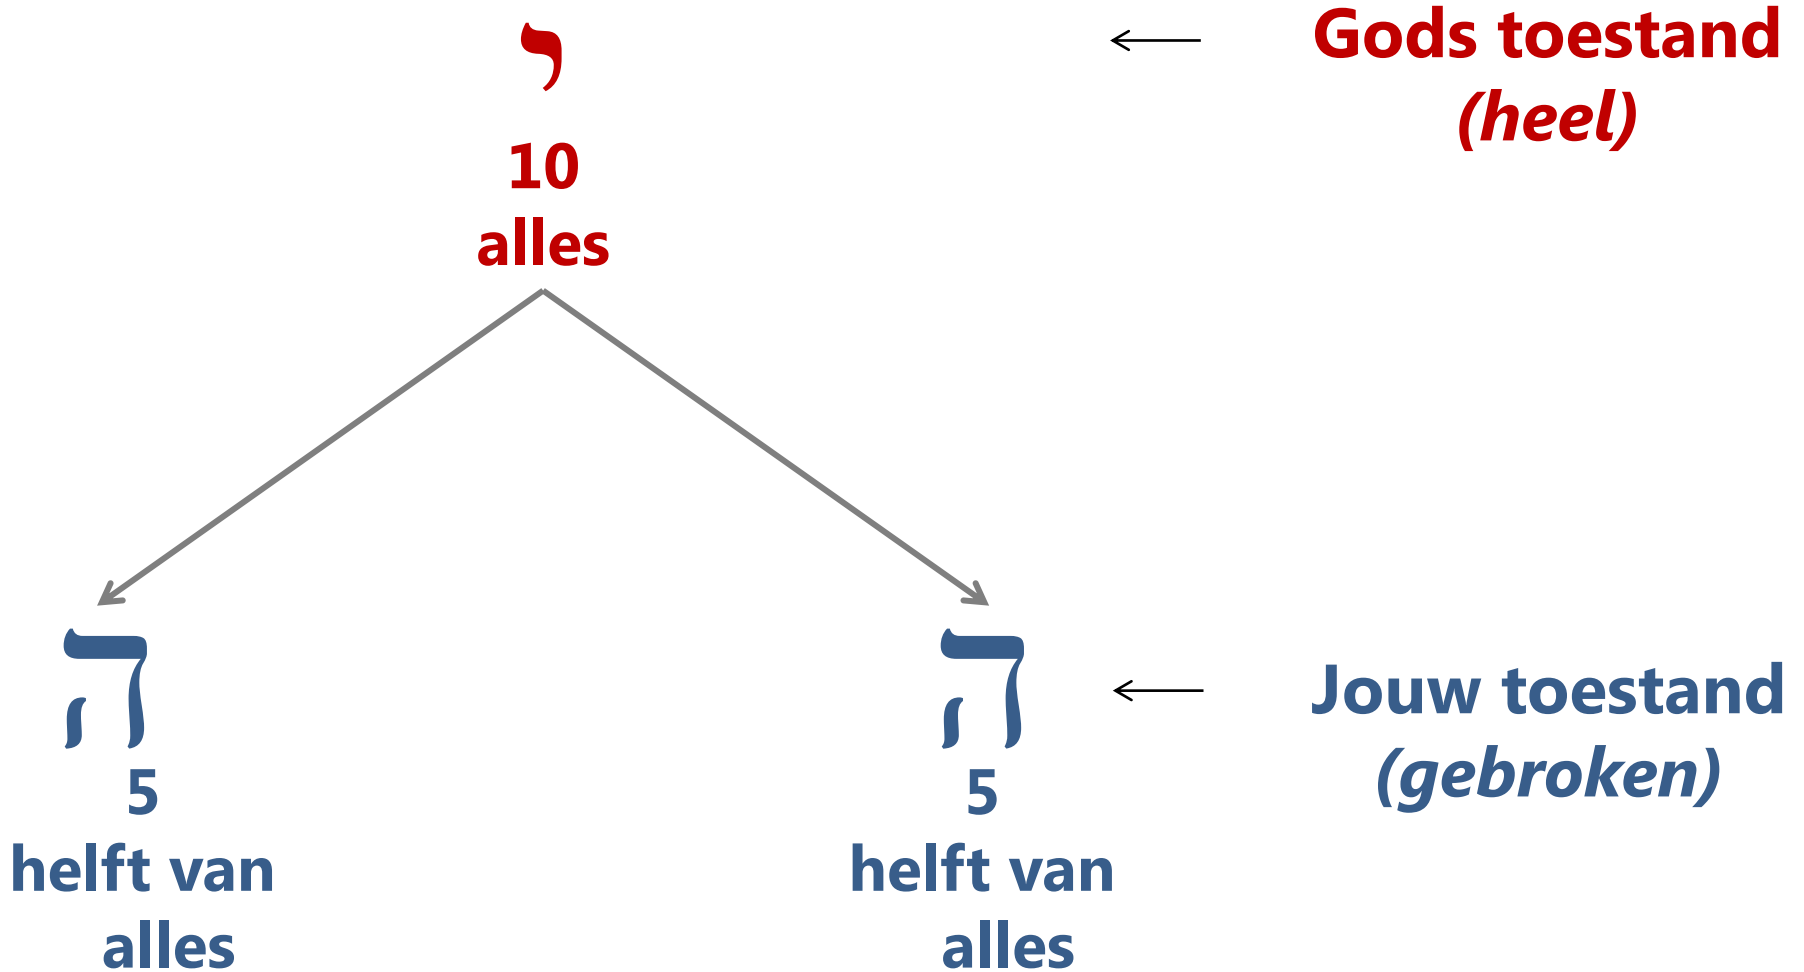 י
10
alles
Gods toestand
(heel)
ה
5
helft van
alles
ה
5
helft van
alles
Jouw toestand
(gebroken)